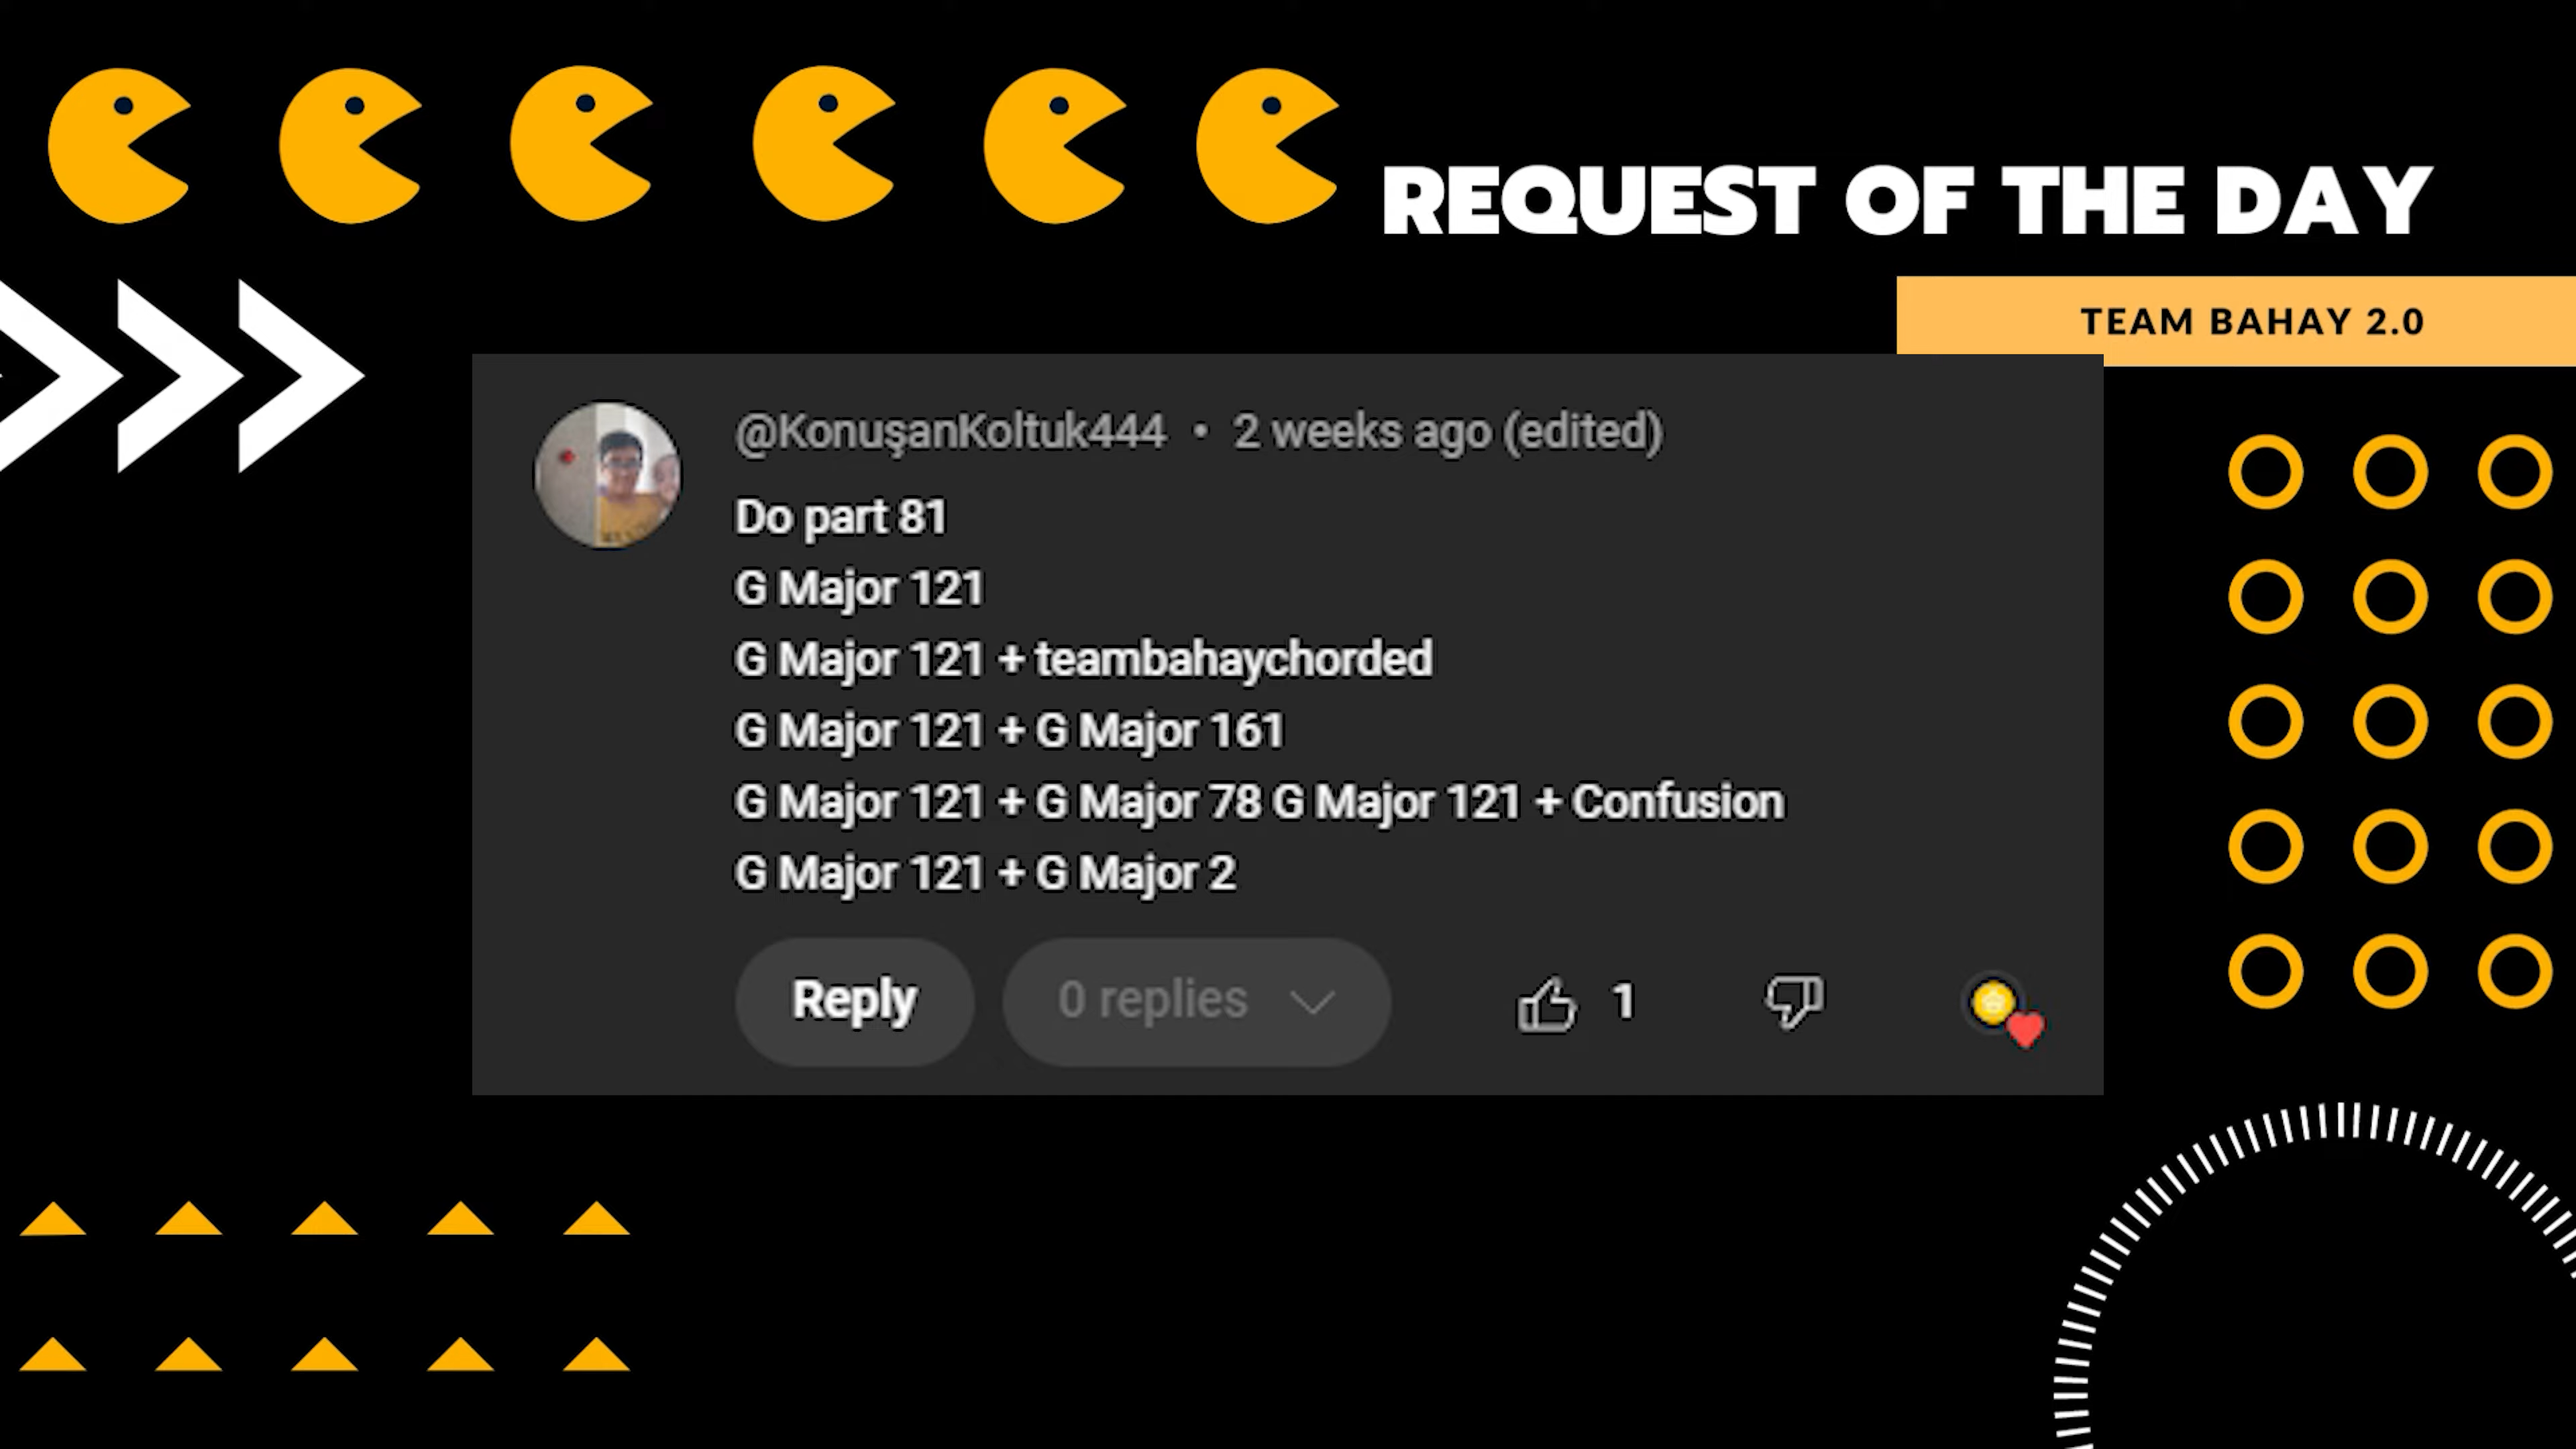 REQUEST OF THE DAY
TEAM BAHAY 2.0
@KonuşanKoltuk444 • 2 weeks ago (edited)
Do part 81
G Major 121
G Major 121 + teambahaychorded
G Major 121 + G Major 161
G Major 121 + G Major 78 G Major 121 + Confusion
G Major 121 + G Major 2
Reply
0 replies
1